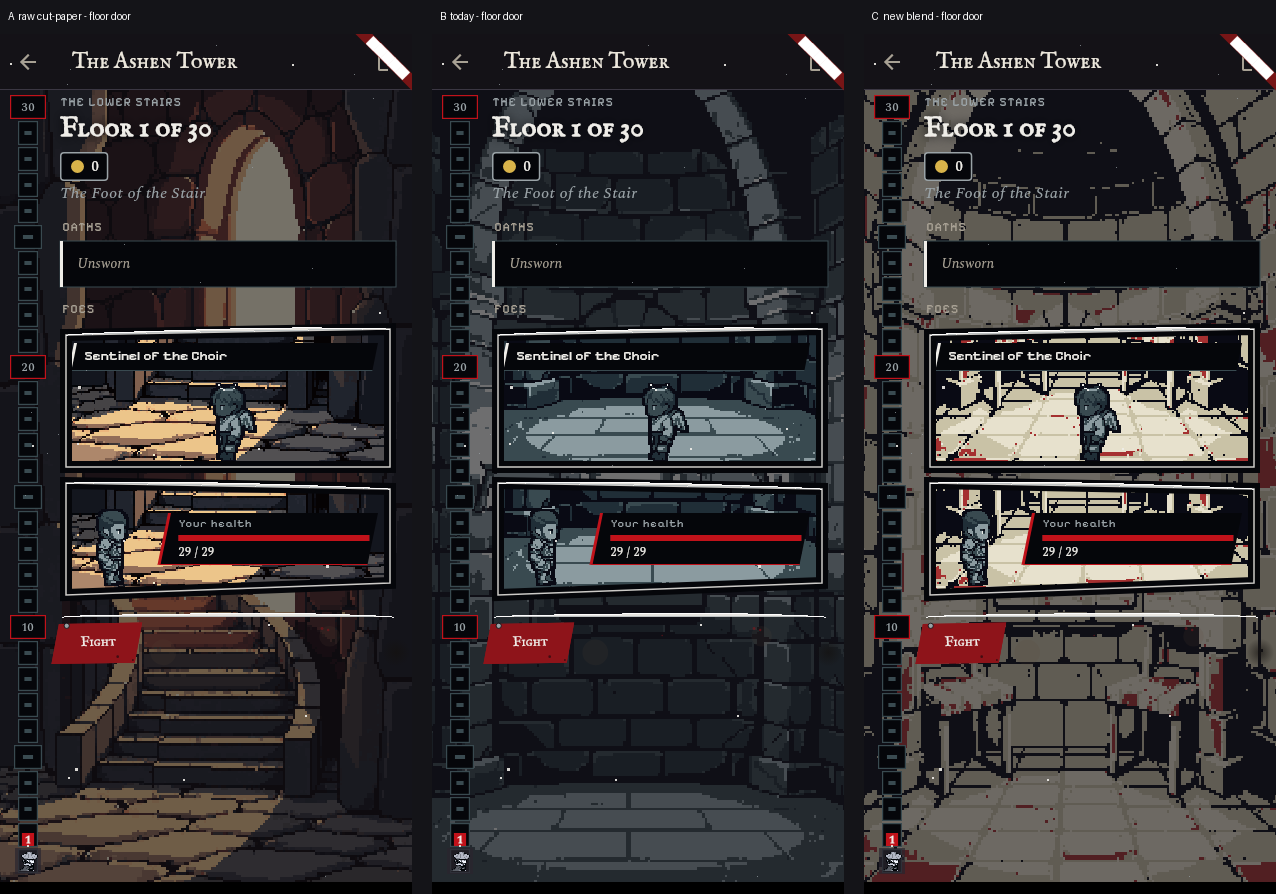 A raw cut-paper - floor door
The Ashen Tower
30
THE LOWER STAIRS
Floor 1 of 30
0
The Foot of the Stair
OATHS
Unsworn
FOES
20
Sentinel of the Choir
Your health
29 / 29
10
Fight
1
B today - floor door
The Ashen Tower
30
THE LOWER STAIRS
Floor 1 of 30
0
The Foot of the Stair
OATHS
Unsworn
FOES
20
Sentinel of the Choir
Your health
29 / 29
10
Fight
1
C new blend - floor door
The Ashen Tower
30
THE LOWER STAIRS
Floor 1 of 30
0
The Foot of the Stair
OATHS
Unsworn
FOES
20
Sentinel of the Choir
Your health
29 / 29
10
Fight
1